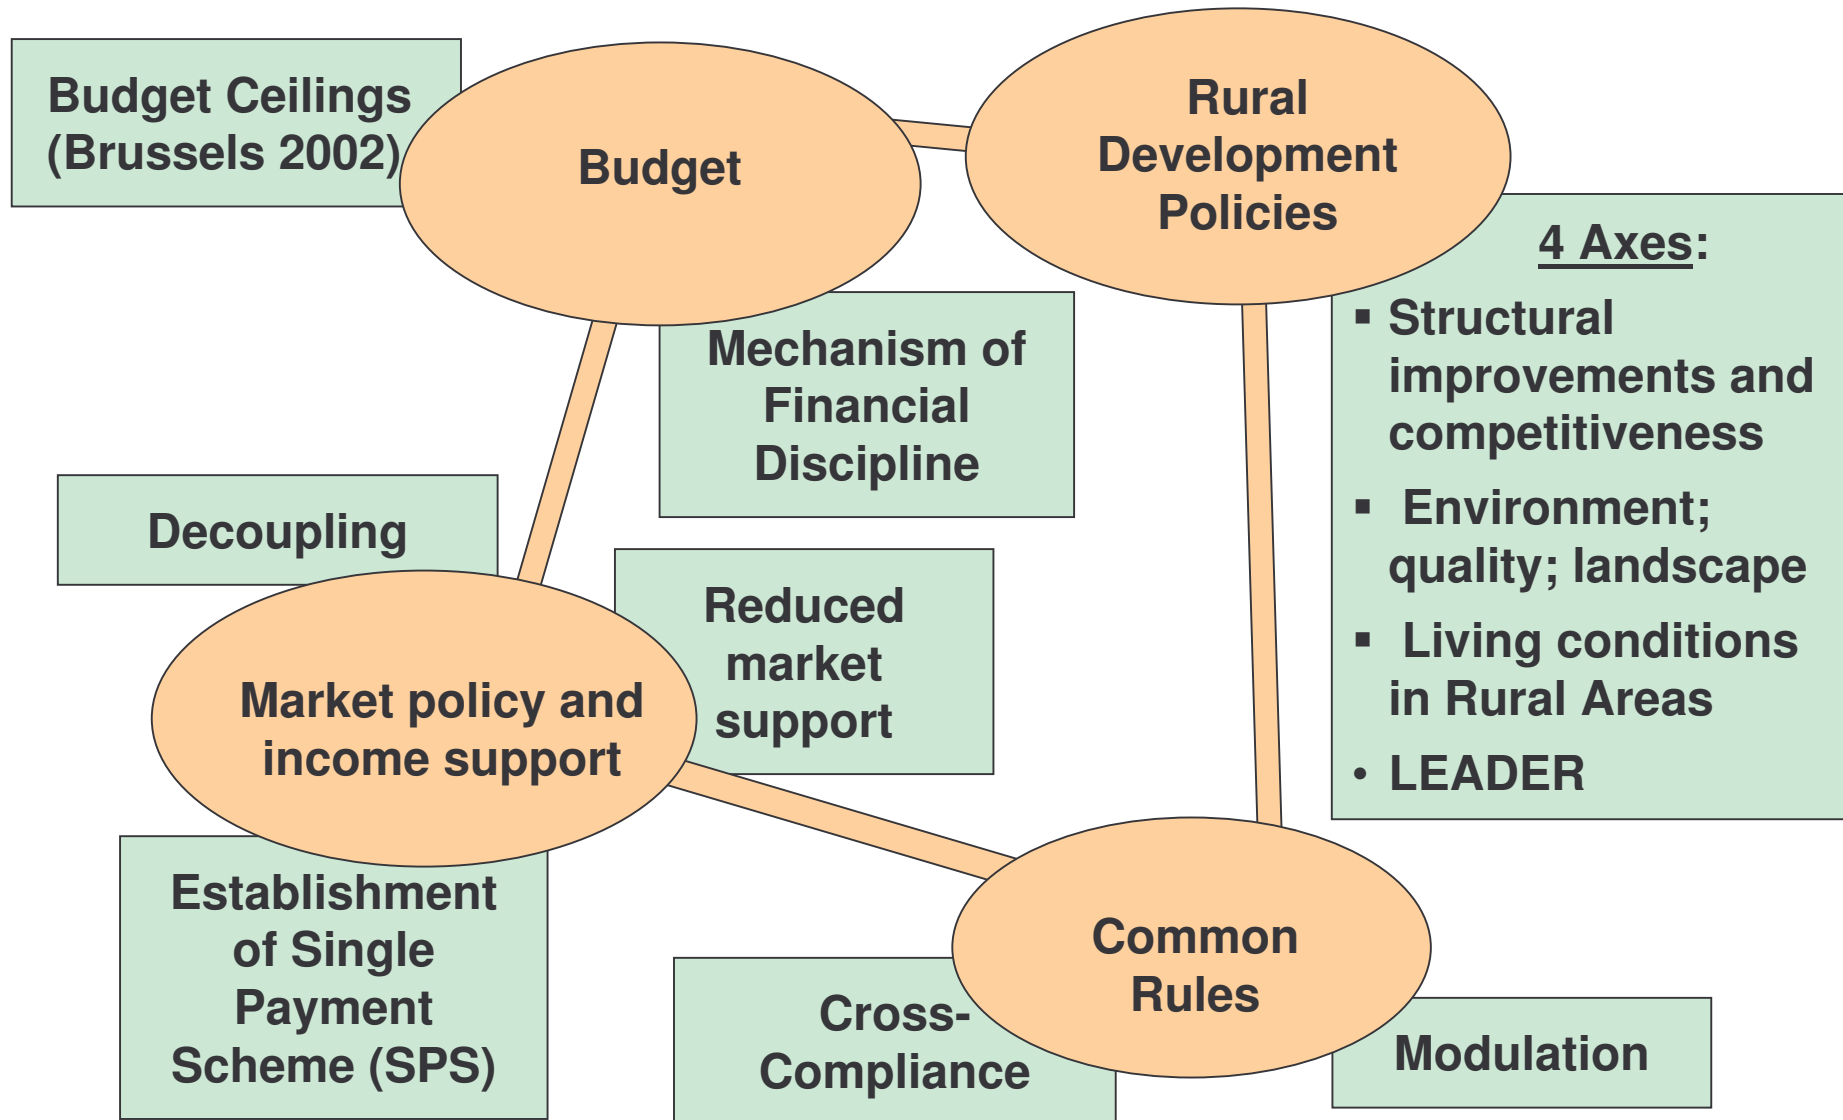 Budget Ceilings
(Brussels 2002)
Budget
Rural
Development
Policies
4 Axes:
▪ Structural
improvements and
competitiveness
▪ Environment;
quality; landscape
▪ Living conditions
in Rural Areas
• LEADER
Mechanism of
Financial
Discipline
Decoupling
Reduced
market
support
Market policy and
income support
Establishment
of Single
Payment
Scheme (SPS)
Common
Rules
Cross-
Compliance
Modulation